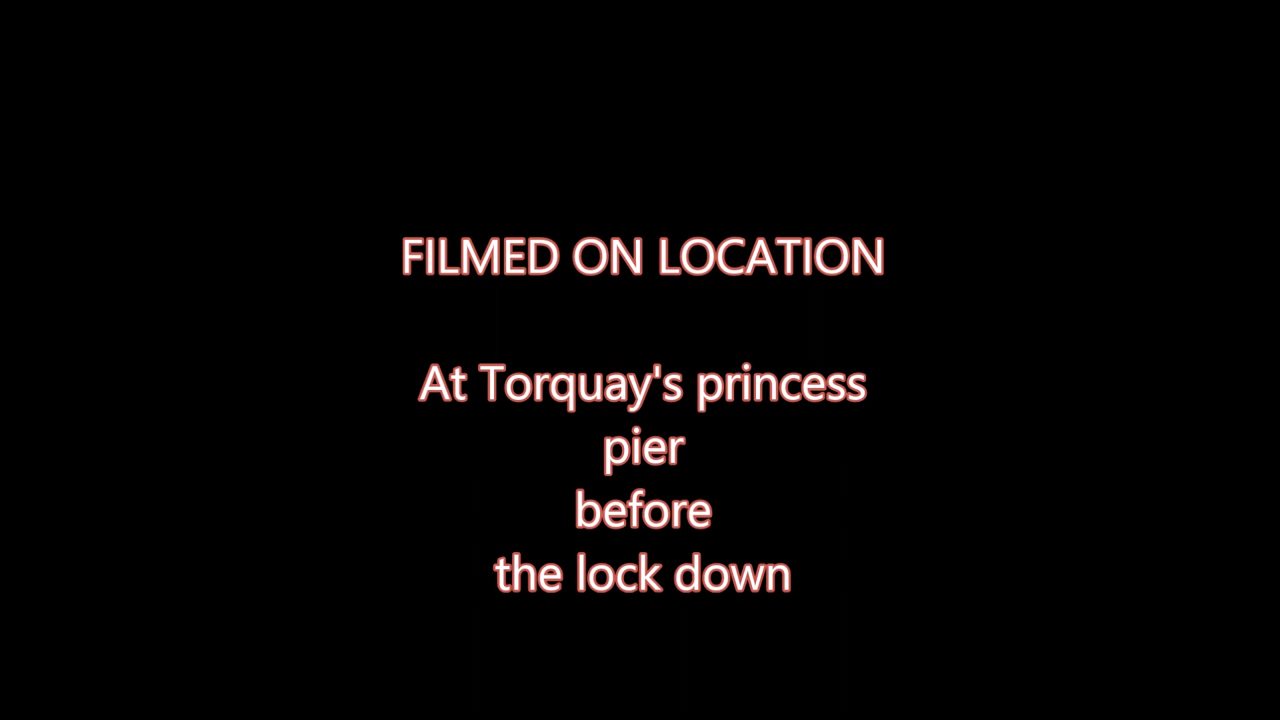 FILMED ON LOCATION
At Torquay's princess
pier
before
the lock down